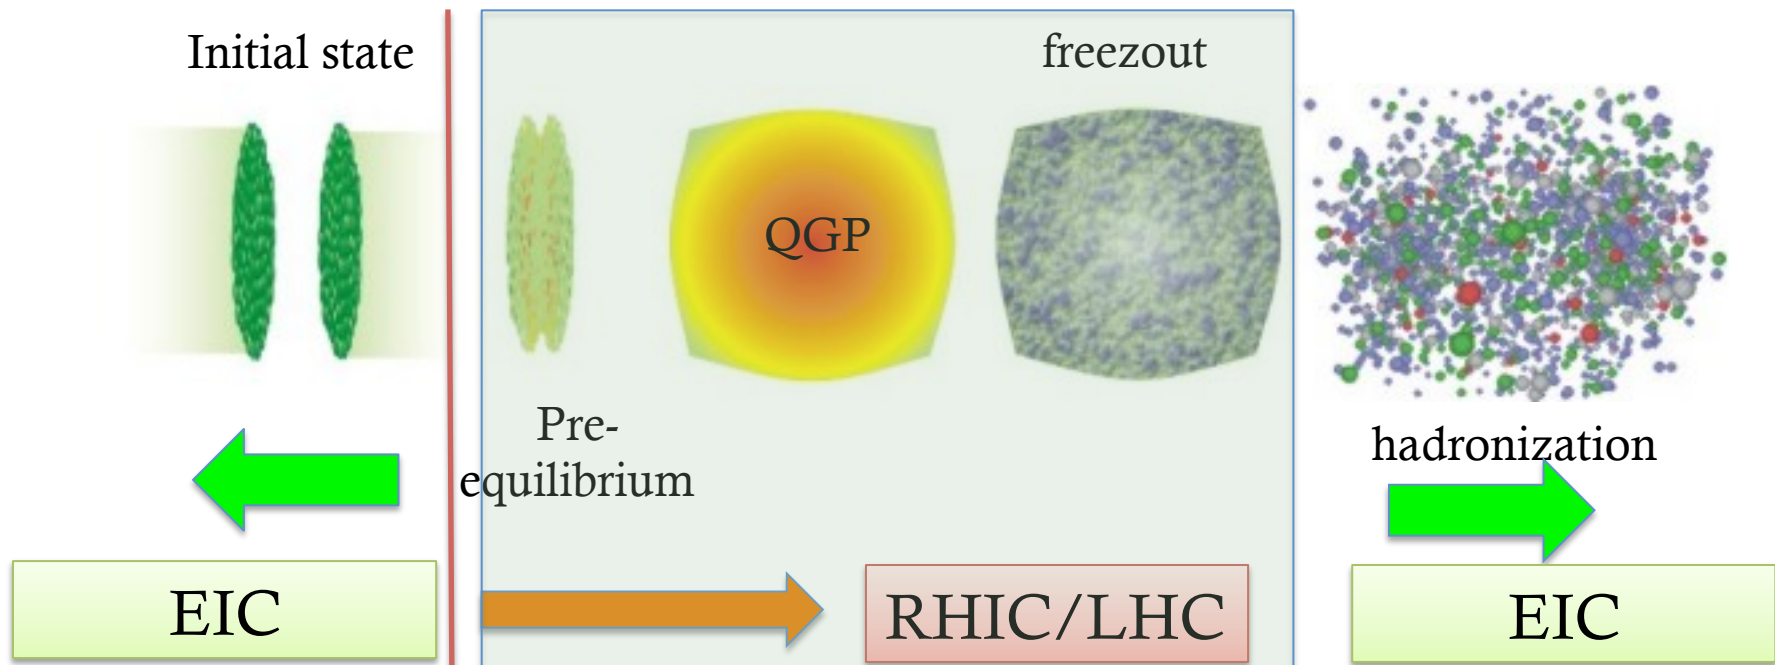 Initial state
freezout
QGP
Pre-
equilibrium
hadronization
EIC
RHIC/LHC
EIC